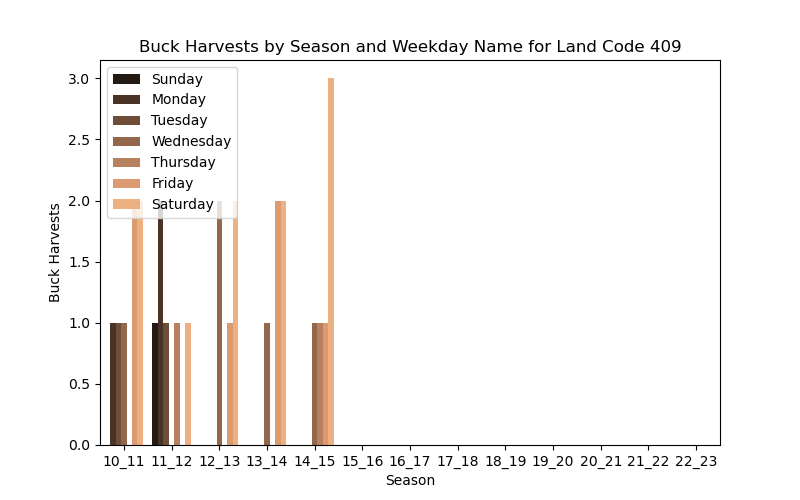 Buck Harvests by Season and Weekday Name for Land Code 409
Sunday
Monday
Tuesday
Wednesday
Thursday
Friday
Saturday
3.0
2.5
2.0
1.5
1.0
0.5
0.0
Buck Harvests
10_11 11_12 12_13 13_14 14_15 15_16 16_17 17_18 18_19 19_20 20_21 21_22 22_23
Season